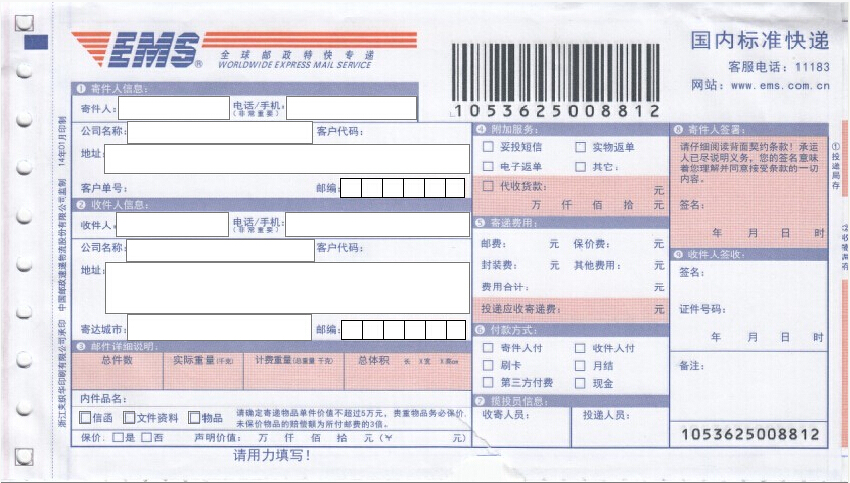 EMS®
全球邮政特快专递
WORLDWIDE EXPRESS MAIL SERVICE
1053625008812
国内标准快递
客服电话：11183
网站：www.ems.com.cn
① 寄件人信息：
寄件人： 电话/手机：
（非常重要）
公司名称： 客户代码：
地址：
客户单号： 邮编：
② 收件人信息：
收件人： 电话/手机：
（非常重要）
公司名称： 客户代码：
地址：
寄达城市： 邮编：
③ 邮件详细说明：
总件数 实际重量（千克） 计费重量（总重量 千克） 总体积 长 X宽 X高cm
内件品名：
信函 文件资料 物品
请确定寄递物品单件价值不超过5万元，贵重物品务必保价，
未保价物品的赔偿额为所付邮费的3倍。
保价： 是 否 声明价值： 万 仟 佰 拾 元（￥ 元）
请用力填写！
④ 附加服务：
妥投短信 实物返单
电子返单 其它：
代收货款： 元
万 仟 佰 拾 元
⑤ 寄递费用：
邮费： 元 保价费： 元
封装费： 元 其他费用： 元
费用合计： 元
投递应收寄递费： 元
⑥ 付款方式：
寄件人付 收件人付
刷卡 月结
第三方付费 现金
⑦ 揽投员信息：
收寄人员： 投递人员：
⑧ 寄件人签署：
请仔细阅读背面契约条款！承运
人已尽说明义务，您的签名意味
着您理解并同意接受条款的一切
内容。
签名：
年 月 日 时
⑨ 收件人签收：
签名：
证件号码：
年 月 日 时
备注：
1053625008812
①投递局存
浙江美织华印刷有限公司承印 中国邮政速递物流股份有限公司监制 14年01月印制